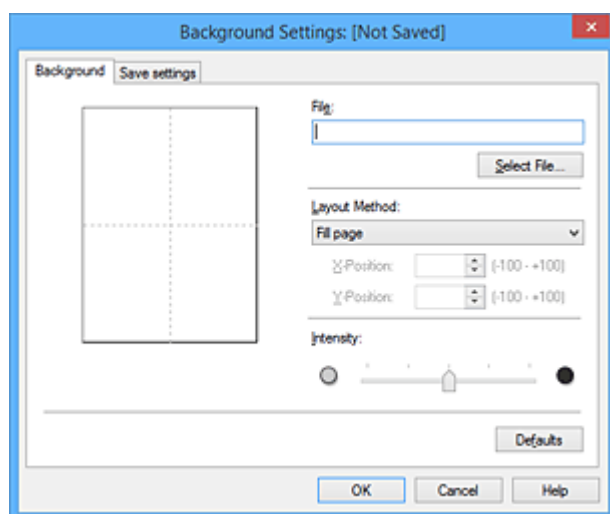 Background Settings: [Not Saved]
Background
Save settings
File:
Select File...
Layout Method:
Fill page
X-Position:
(-100 - +100)
Y-Position:
(-100 - +100)
Intensity:
Defaults
OK
Cancel
Help